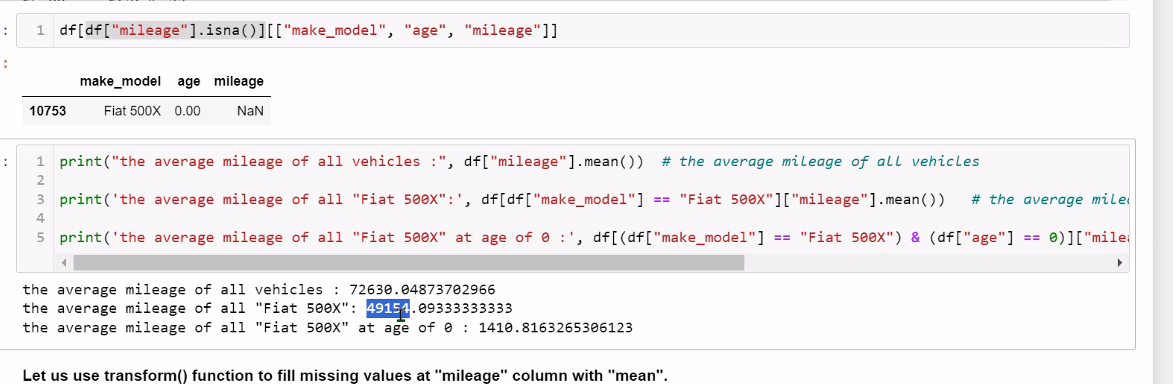 : 1 df[df["mileage"].isna()][["make_model", "age", "mileage"]]
:
make_model age mileage
10753 Fiat 500X 0.00 NaN
: 1 print("the average mileage of all vehicles :", df["mileage"].mean()) # the average mileage of all vehicles
2
3 print('the average mileage of all "Fiat 500X":', df[df["make_model"] == "Fiat 500X"]["mileage"].mean()) # the average mile
4
5 print('the average mileage of all "Fiat 500X" at age of 0 :', df[(df["make_model"] == "Fiat 500X") & (df["age"] == 0)]["milea
the average mileage of all vehicles : 72630.04873702966
the average mileage of all "Fiat 500X": 49154.09333333333
the average mileage of all "Fiat 500X" at age of 0 : 1410.8163265306123
Let us use transform() function to fill missing values at "mileage" column with "mean".